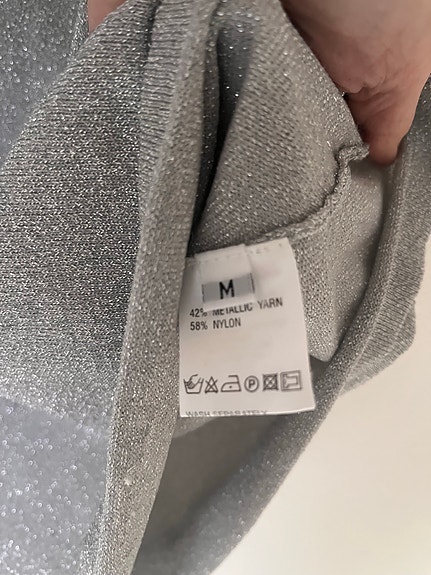 M
42% METALLIC YARN
58% NYLON
P
WASH SEPARATELY